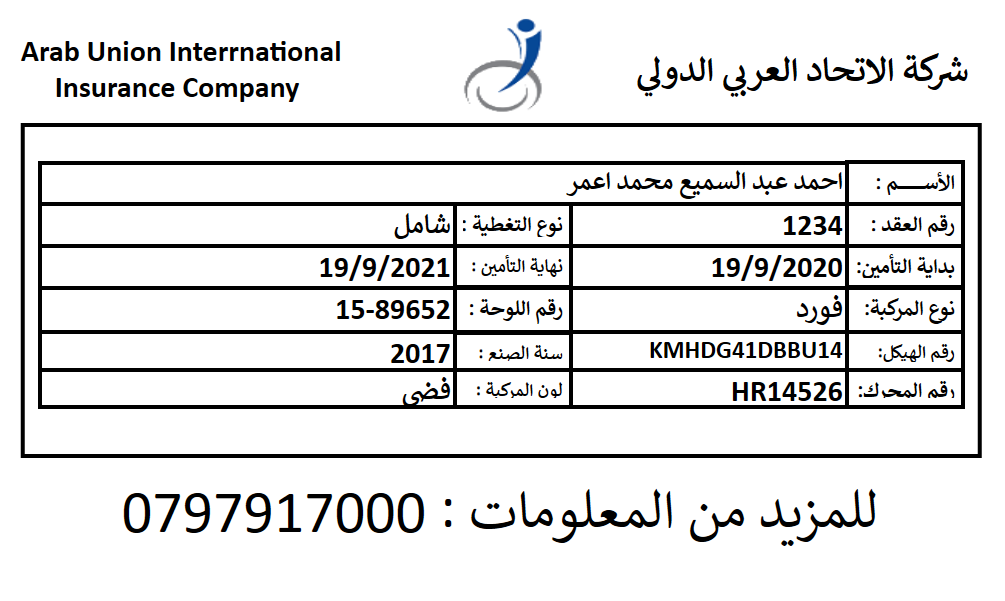 Arab Union Interrnational
Insurance Company
شركة الاتحاد العربي الدولي
الأســـم : احمد عبد السميع محمد اعمر
رقم العقد : 1234 نوع التغطية : شامل
بداية التأمين: 19/9/2020 نهاية التأمين : 19/9/2021
نوع المركبة: فورد رقم اللوحة : 15-89652
رقم الهيكل: KMHDG41DBBU14 سنة الصنع : 2017
رقم المحرك: HR14526 لون المركبة : فضي
للمزيد من المعلومات : 0797917000